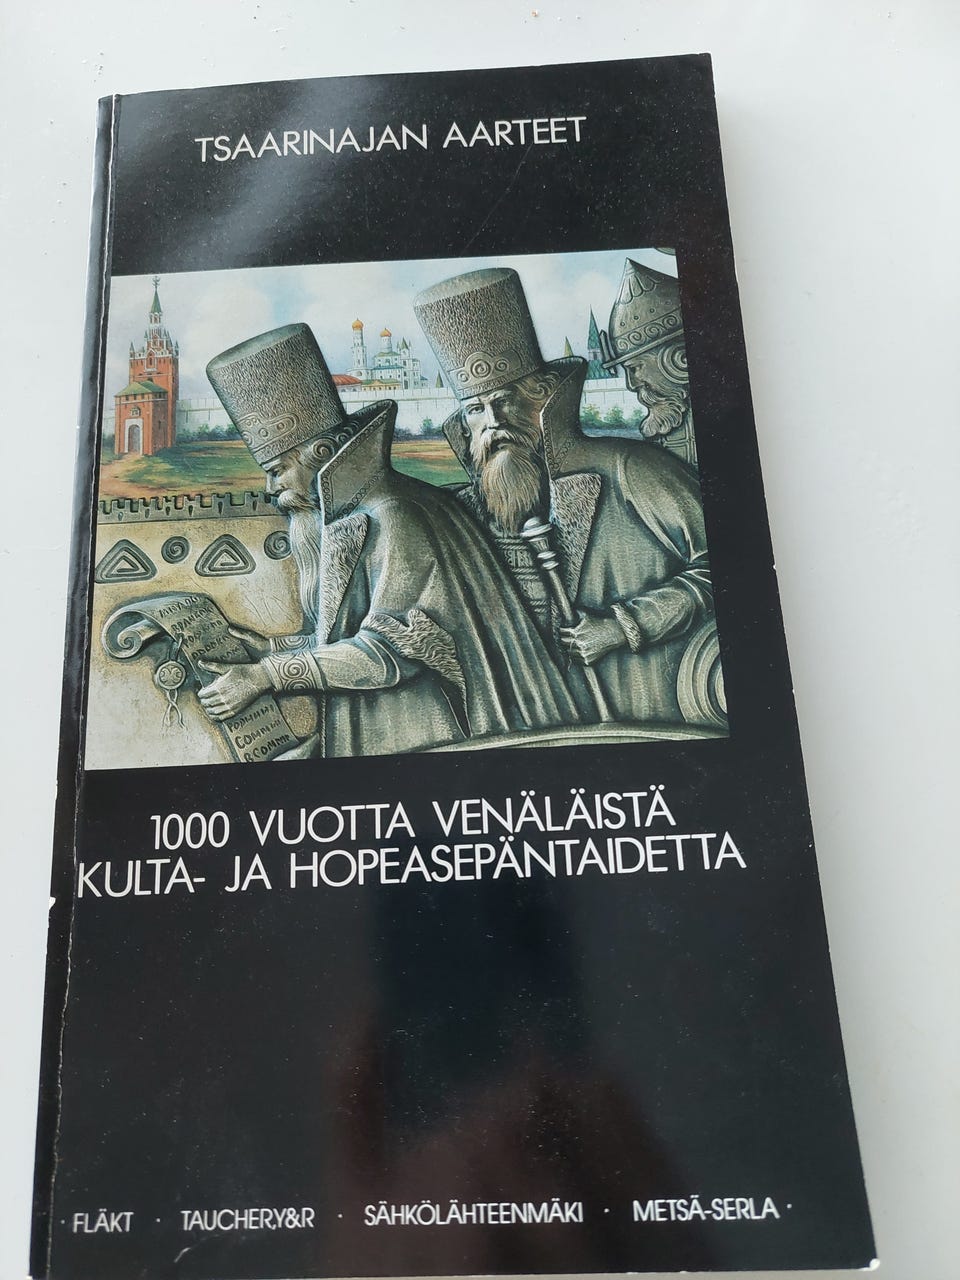 TSAARINAJAN AARTEET
1000 VUOTTA VENÄLÄISTÄ
KULTA- JA HOPEASEPÄNTAIDETTA
· FLÄKT · TAUCHER,Y&R · SÄHKÖLÄHTEENMÄKI · METSÄ-SERLA ·